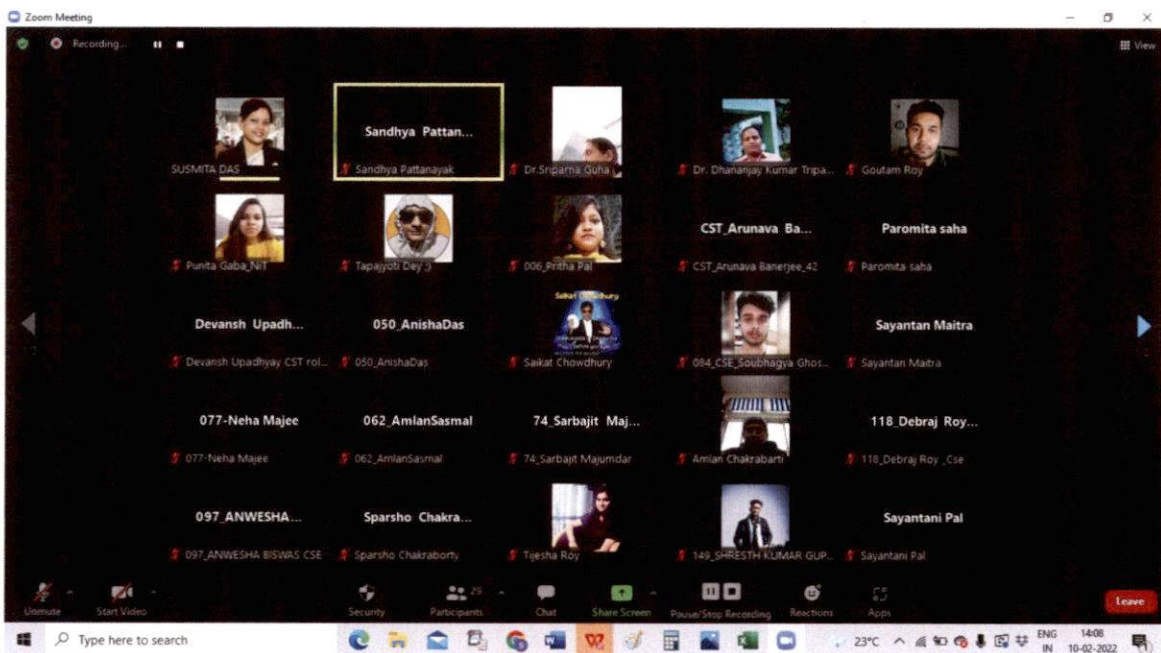 Zoom Meeting
Recording...
View
SUSMITA DAS
Sandhya Pattan...
Sandhya Pattanayak
Dr.Sriparna Guha
Dr. Dhananjay Kumar Tripa...
Goutam Roy
Punita Gaba_NiT
Tapajyoti Dey :)
006_Pritha Pal
CST_Arunava Ba...
CST_Arunava Banerjee_42
Paromita saha
Paromita saha
Devansh Upadh...
Devansh Upadhyay CST rol...
050_AnishaDas
050_AnishaDas
Saikat Chowdhury
Saikat Chowdhury
084_CSE_Soubhagya Ghos...
Sayantan Maitra
Sayantan Maitra
077-Neha Majee
077-Neha Majee
062_AmlanSasmal
062_AmlanSasmal
74_Sarbajit Maj...
74_Sarbajit Majumdar
Amlan Chakrabarti
118_Debraj Roy...
118_Debraj Roy _Cse
097_ANWESHA...
097_ANWESHA BISWAS CSE
Sparsho Chakra...
Sparsho Chakraborty
Tijesha Roy
149_SHRESTH KUMAR GUP...
Sayantani Pal
Sayantani Pal
Unmute
Start Video
Security
25
Participants
Chat
Share Screen
Pause/Stop Recording
Reactions
Apps
Leave
Type here to search
23°C
ENG
IN
14:08
10-02-2022